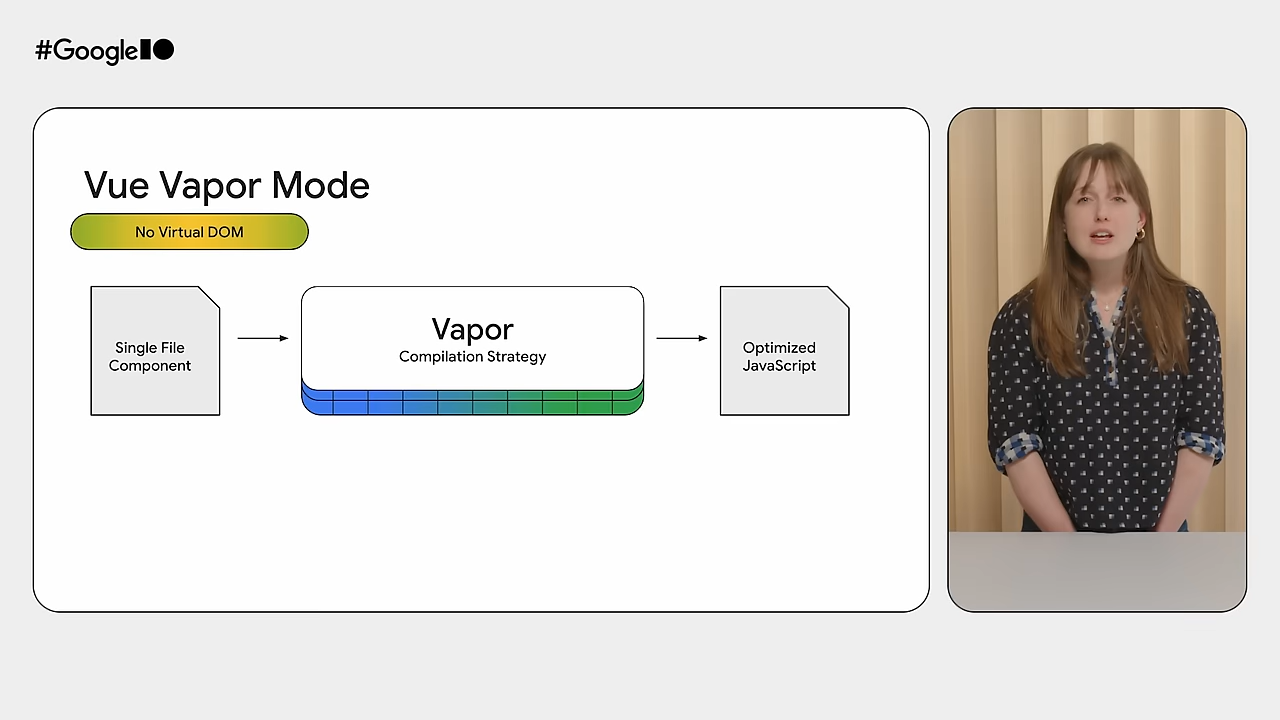 #GoogleIO
Vue Vapor Mode
No Virtual DOM
Single File
Component
Vapor
Compilation Strategy
Optimized
JavaScript